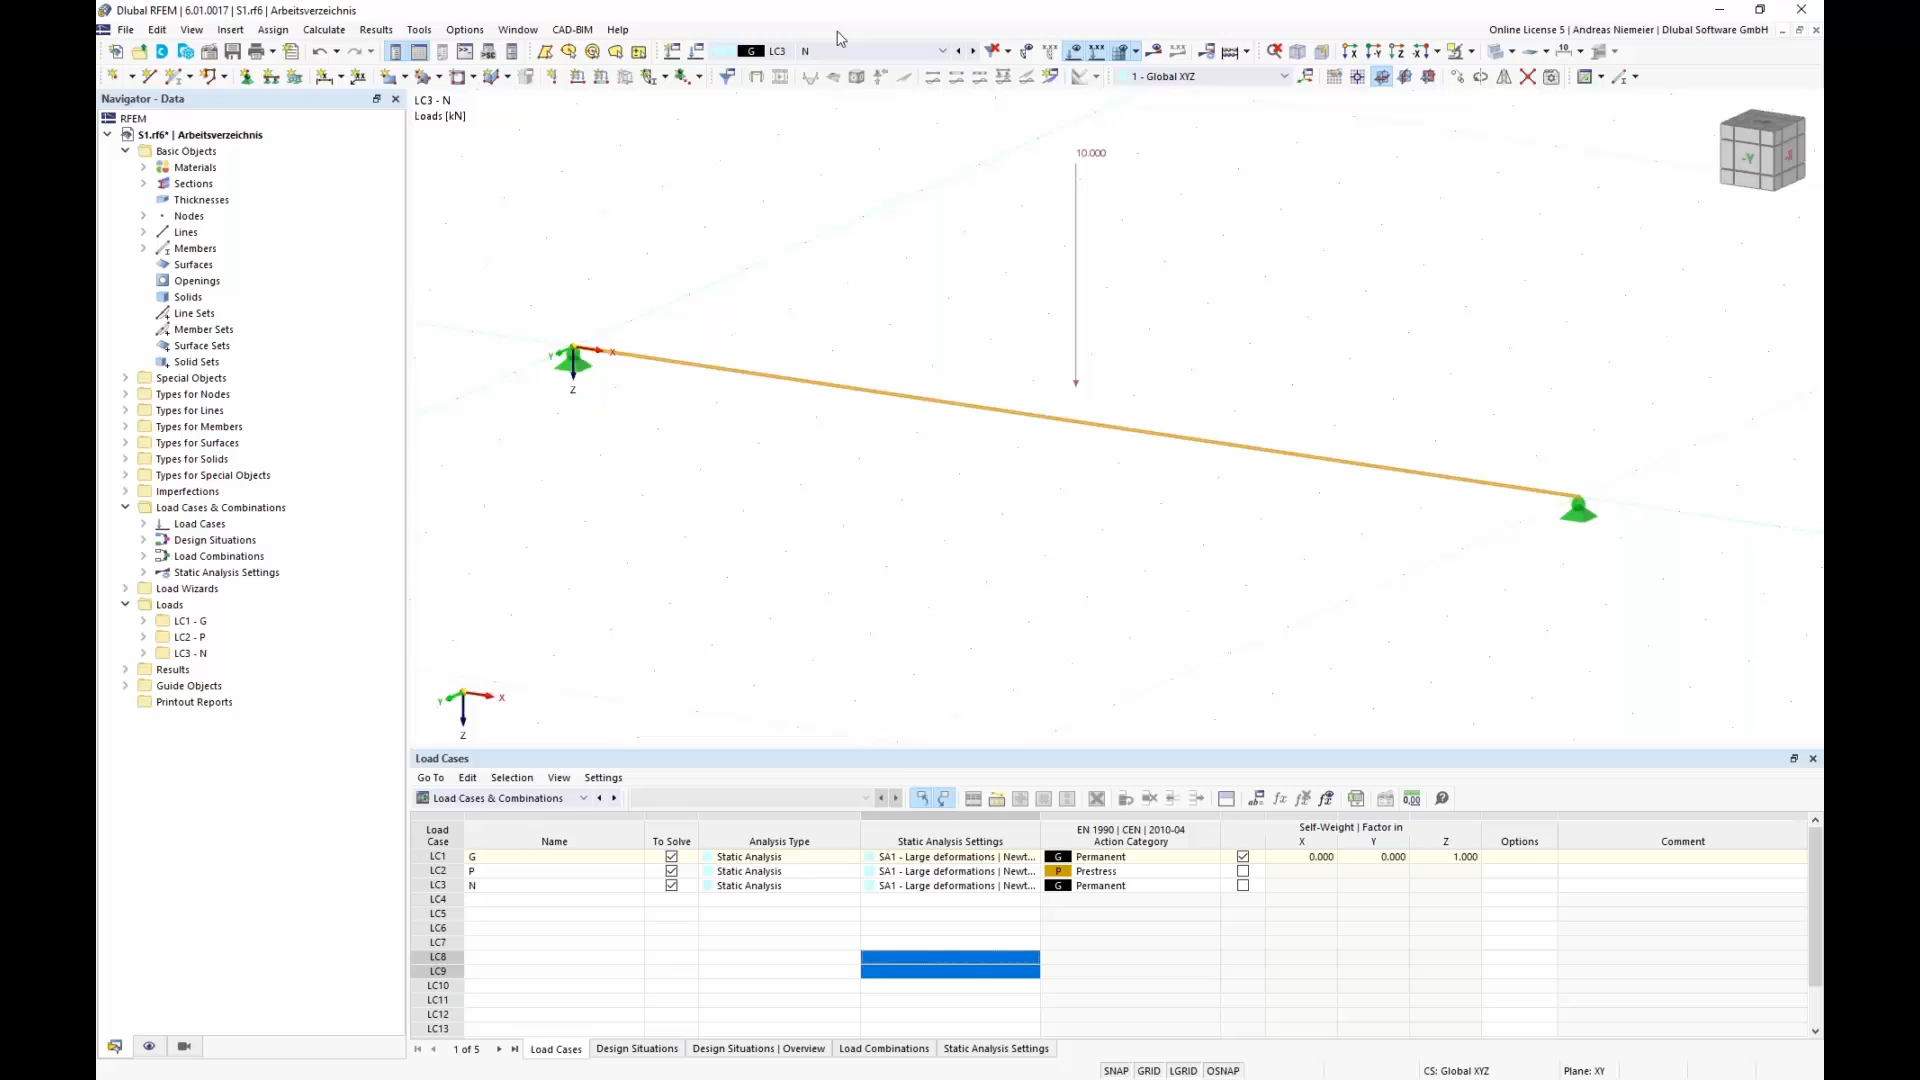 Dlubal RFEM | 6.01.0017 | S1.rf6 | Arbeitsverzeichnis
File Edit View Insert Assign Calculate Results Tools Options Window CAD-BIM Help
Online License 5 | Andreas Niemeier | Dlubal Software GmbH
G LC3 N
1 - Global XYZ
Navigator - Data
RFEM
S1.rf6* | Arbeitsverzeichnis
Basic Objects
Materials
Sections
Thicknesses
Nodes
Lines
Members
Surfaces
Openings
Solids
Line Sets
Member Sets
Surface Sets
Solid Sets
Special Objects
Types for Nodes
Types for Lines
Types for Members
Types for Surfaces
Types for Solids
Types for Special Objects
Imperfections
Load Cases & Combinations
Load Cases
Design Situations
Load Combinations
Static Analysis Settings
Load Wizards
Loads
LC1 - G
LC2 - P
LC3 - N
Results
Guide Objects
Printout Reports
LC3 - N
Loads [kN]
10.000
-Y
Y X
Z
Y X
Z
Load Cases
Go To Edit Selection View Settings
Load Cases & Combinations
Load Case Name To Solve Analysis Type Static Analysis Settings EN 1990 | CEN | 2010-04 Action Category Self-Weight | Factor in X Y Z Options Comment
LC1 G Static Analysis SA1 - Large deformations | Newt... G Permanent 0.000 0.000 1.000
LC2 P Static Analysis SA1 - Large deformations | Newt... P Prestress
LC3 N Static Analysis SA1 - Large deformations | Newt... G Permanent
LC4
LC5
LC6
LC7
LC8
LC9
LC10
LC11
LC12
LC13
1 of 5 Load Cases Design Situations Design Situations | Overview Load Combinations Static Analysis Settings
SNAP GRID LGRID OSNAP CS: Global XYZ Plane: XY